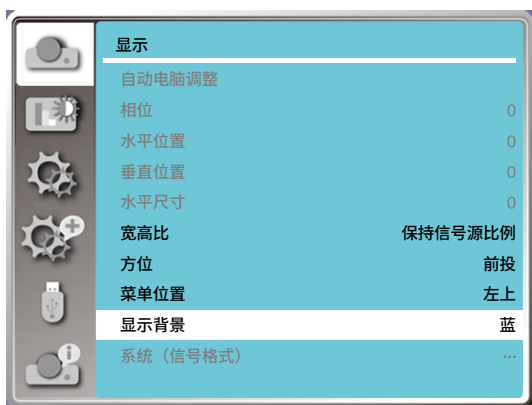 显示
自动电脑调整
相位 0
水平位置 0
垂直位置 0
水平尺寸 0
宽高比 保持信号源比例
方位 前投
菜单位置 左上
显示背景 蓝
系统（信号格式） ...